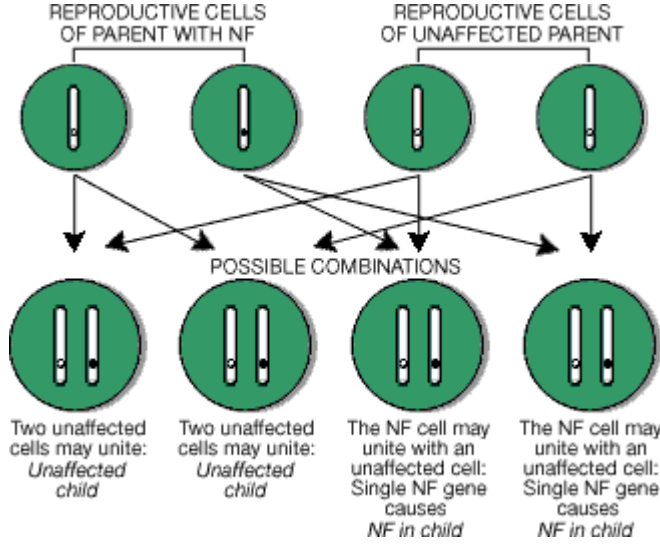 REPRODUCTIVE CELLS
OF PARENT WITH NF
REPRODUCTIVE CELLS
OF UNAFFECTED PARENT
POSSIBLE COMBINATIONS
Two unaffected
cells may unite:
Unaffected
child
Two unaffected
cells may unite:
Unaffected
child
The NF cell may
unite with an
unaffected cell:
Single NF gene
causes
NF in child
The NF cell may
unite with an
unaffected cell:
Single NF gene
causes
NF in child